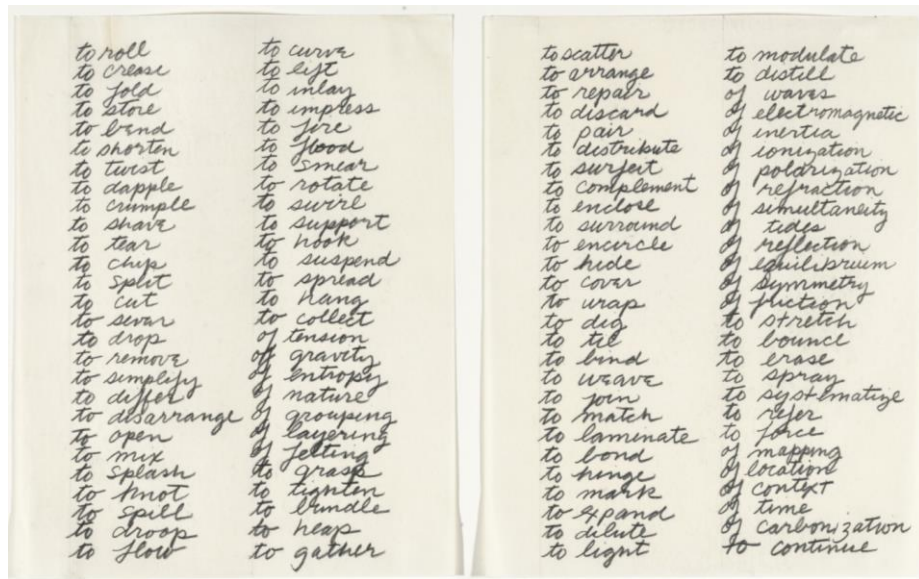 to roll
to crease
to fold
to store
to bend
to shorten
to twist
to dapple
to crumple
to shave
to tear
to chip
to split
to cut
to sever
to drop
to remove
to simplify
to differ
to disarrange
to open
to mix
to splash
to knot
to spill
to droop
to flow
to curve
to lift
to inlay
to impress
to fire
to flood
to smear
to rotate
to swirl
to support
to hook
to suspend
to spread
to hang
to collect
of tension
of gravity
of entropy
of nature
of grouping
of layering
of felting
to grasp
to tighten
to bundle
to heap
to gather
to scatter
to arrange
to repair
to discard
to pair
to distribute
to surfeit
to complement
to enclose
to surround
to encircle
to hide
to cover
to wrap
to dig
to tie
to bind
to weave
to join
to match
to laminate
to bond
to hinge
to mark
to expand
to dilute
to light
to modulate
to distill
of waves
of electromagnetic
of inertia
of ionization
of polarization
of refraction
of simultaneity
of tides
of reflection
of equilibrium
of symmetry
of friction
to stretch
to bounce
to erase
to spray
to systematize
to refer
to force
of mapping
of location
of context
of time
of carbonization
to continue